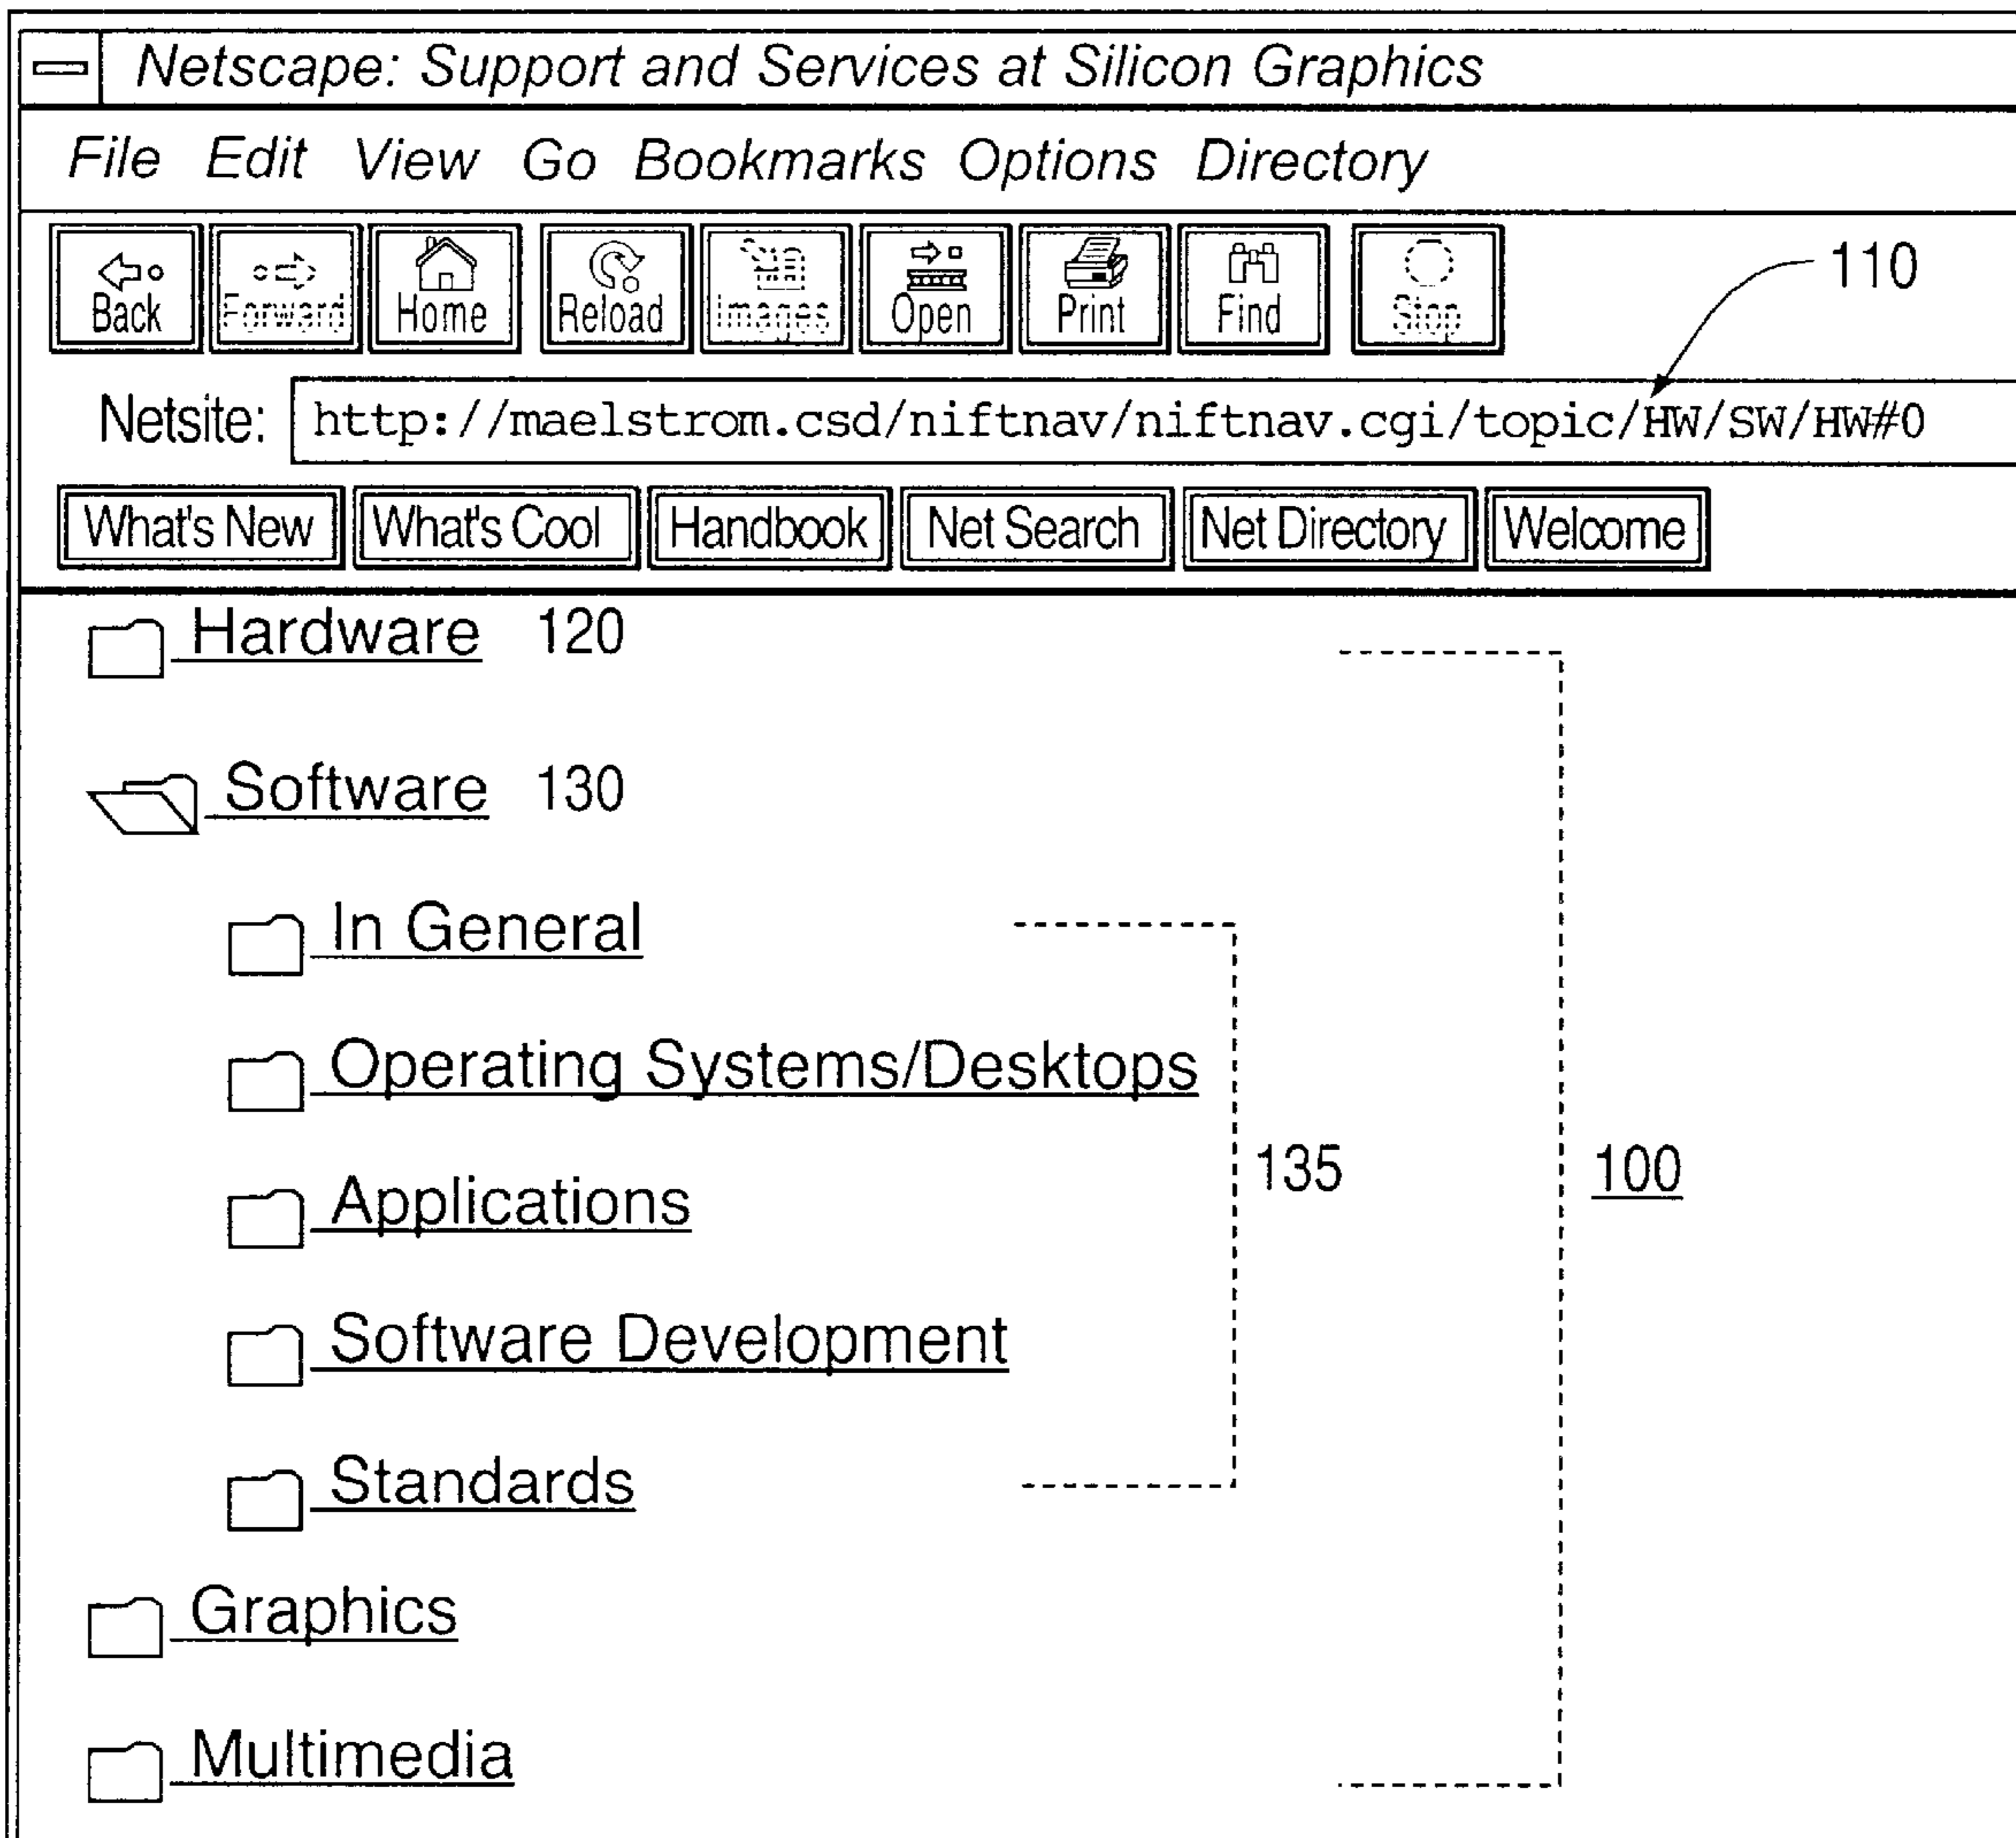 Netscape: Support and Services at Silicon Graphics
File Edit View Go Bookmarks Options Directory
Back Forward Home Reload Images Open Print Find Stop
110
Netsite: http://maelstrom.csd/niftnav/niftnav.cgi/topic/HW/SW/HW#0
What's New What's Cool Handbook Net Search Net Directory Welcome
Hardware 120
Software 130
In General
Operating Systems/Desktops
Applications 135 100
Software Development
Standards
Graphics
Multimedia